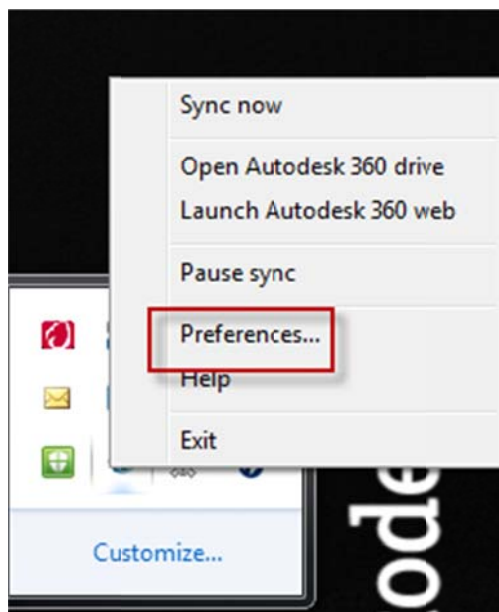 Sync now
Open Autodesk 360 drive
Launch Autodesk 360 web
Pause sync
Preferences...
Help
Exit
Customize...
ode